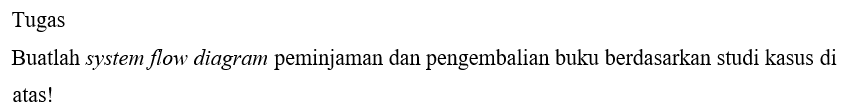 Tugas
Buatlah system flow diagram peminjaman dan pengembalian buku berdasarkan studi kasus di
atas!